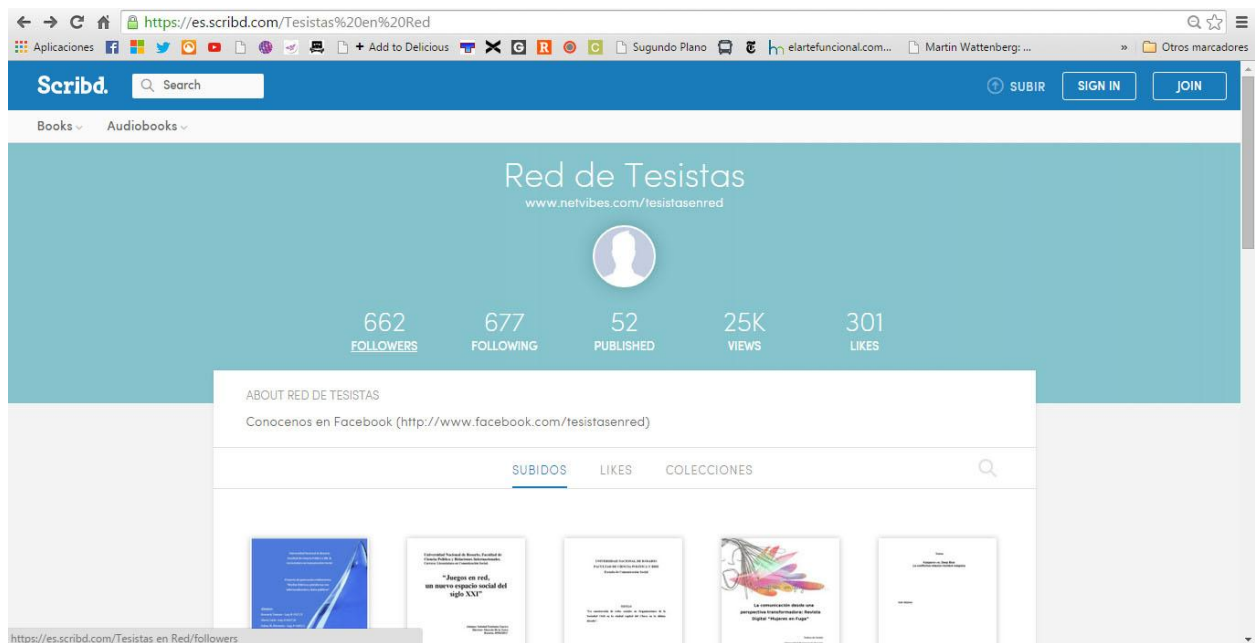 https://es.scribd.com/Tesistas%20en%20Red
Aplicaciones + Add to Delicious Sugundo Plano elartefuncional.com... Martin Wattenberg: ... » Otros marcadores
Scribd. Search SUBIR SIGN IN JOIN
Books Audiobooks
Red de Tesistas
www.netvibes.com/tesistasenred
662 677 52 25K 301
FOLLOWERS FOLLOWING PUBLISHED VIEWS LIKES
ABOUT RED DE TESISTAS
Conocenos en Facebook (http://www.facebook.com/tesistasenred)
SUBIDOS LIKES COLECCIONES
Universidad Nacional de Rosario, Facultad de
Ciencia Política y Relaciones Internacionales.
"Juegos en red,
un nuevo espacio social del
siglo XXI"
UNIVERSIDAD NACIONAL DE ROSARIO
La comunicación desde una
perspectiva transformadora: Revista
Digital "Mujeres en Fuga"
https://es.scribd.com/Tesistas en Red/followers